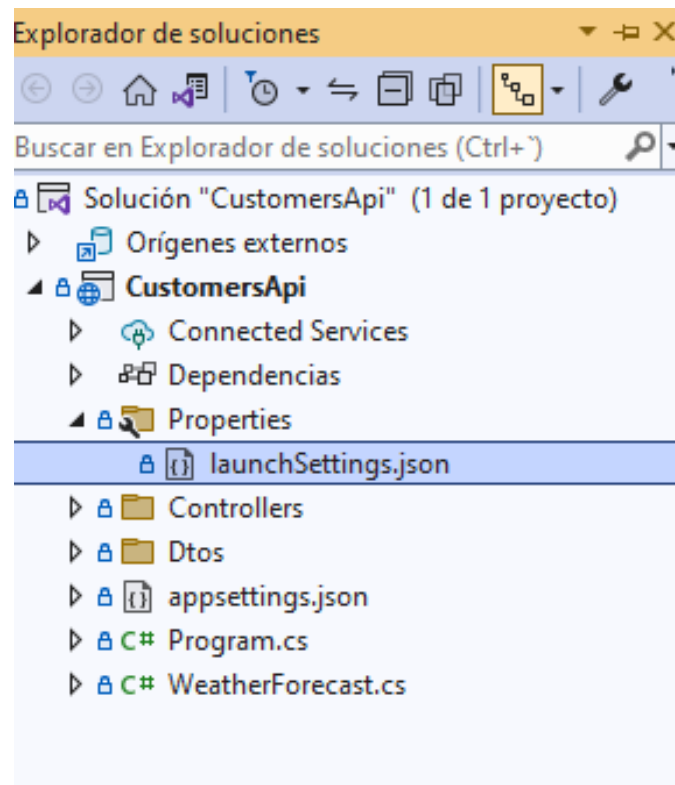 Explorador de soluciones
Buscar en Explorador de soluciones (Ctrl+`)
Solución "CustomersApi" (1 de 1 proyecto)
Orígenes externos
CustomersApi
Connected Services
Dependencias
Properties
launchSettings.json
Controllers
Dtos
appsettings.json
C# Program.cs
C# WeatherForecast.cs